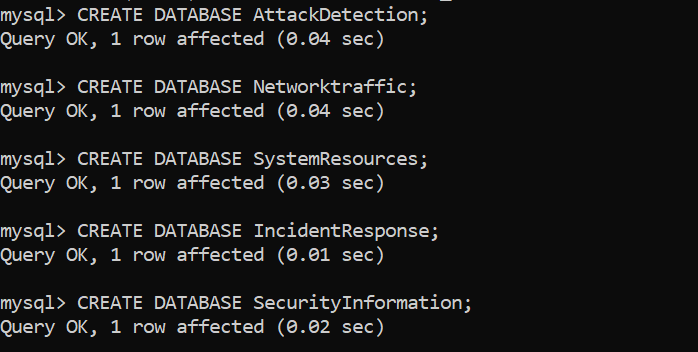 mysql> CREATE DATABASE AttackDetection;
Query OK, 1 row affected (0.04 sec)
mysql> CREATE DATABASE Networktraffic;
Query OK, 1 row affected (0.04 sec)
mysql> CREATE DATABASE SystemResources;
Query OK, 1 row affected (0.03 sec)
mysql> CREATE DATABASE IncidentResponse;
Query OK, 1 row affected (0.01 sec)
mysql> CREATE DATABASE SecurityInformation;
Query OK, 1 row affected (0.02 sec)